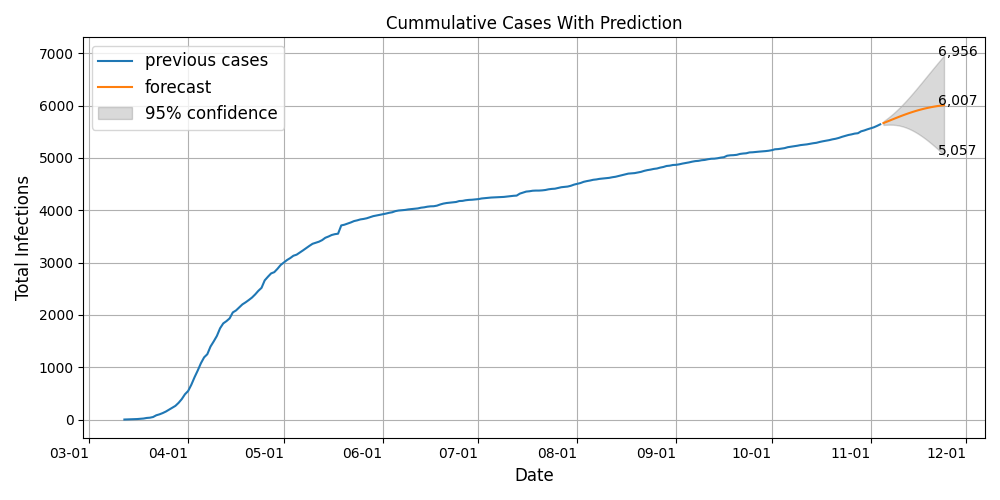 Cummulative Cases With Prediction
Total Infections
7000
6000
5000
4000
3000
2000
1000
0
previous cases
forecast
95% confidence
6,956
6,007
5,057
03-01 04-01 05-01 06-01 07-01 08-01 09-01 10-01 11-01 12-01
Date